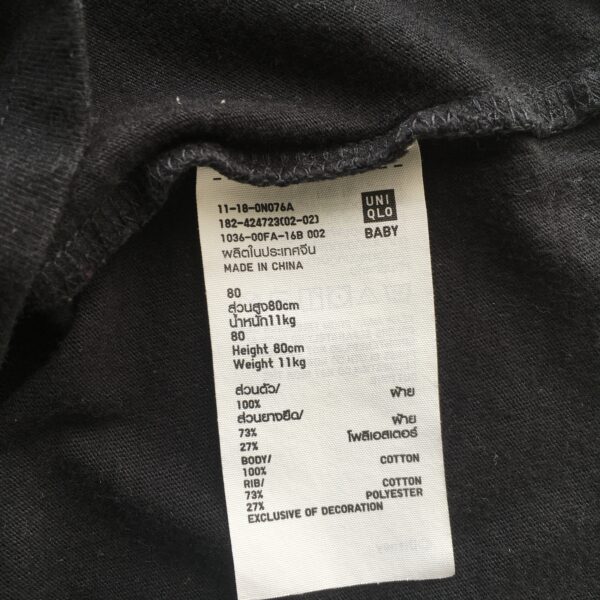 11-18-0N076A
182-424723(02-02)
1036-00FA-16B 002
UNI
QLO
BABY
ผลิตในประเทศจีน
MADE IN CHINA
80
ส่วนสูง80cm
น้ำหนัก11kg
80
Height 80cm
Weight 11kg
ส่วนตัว/
100% ฝ้าย
ส่วนยางยืด/
73% ฝ้าย
27% โพลิเอสเตอร์
BODY/
100% COTTON
RIB/
73% COTTON
27% POLYESTER
EXCLUSIVE OF DECORATION